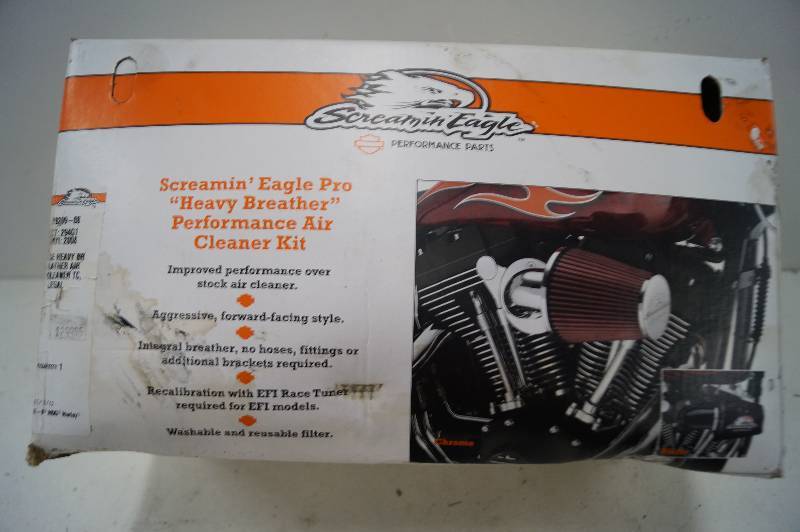 Screamin' Eagle
PERFORMANCE PARTS
Screamin' Eagle Pro
"Heavy Breather"
Performance Air
Cleaner Kit
Improved performance over
stock air cleaner.
Aggressive, forward-facing style.
Integral breather, no hoses, fittings or
additional brackets required.
Recalibration with EFI Race Tuner
required for EFI models.
Washable and reusable filter.
Chrome